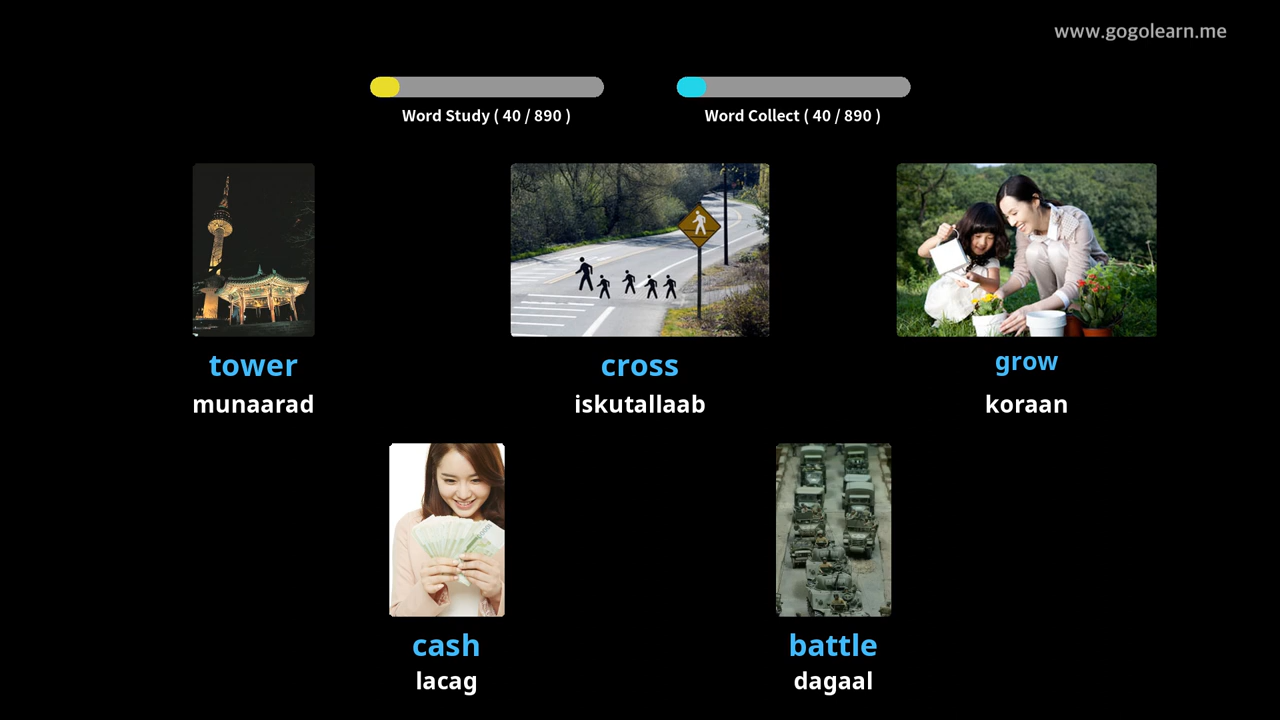 www.gogolearn.me
Word Study ( 40 / 890 )
Word Collect ( 40 / 890 )
tower
munaarad
cross
iskutallaab
grow
koraan
cash
lacag
battle
dagaal